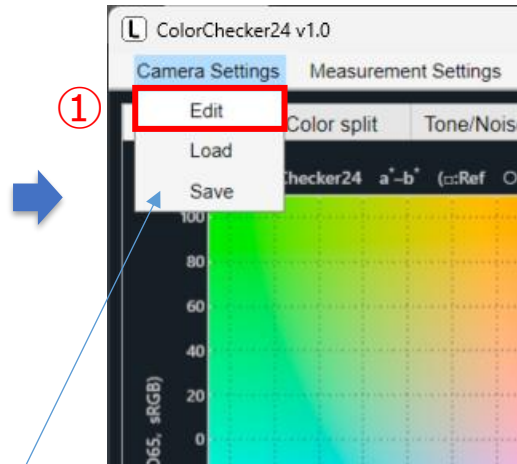 L ColorChecker24 v1.0
Camera Settings Measurement Settings
①
Edit
Color split Tone/Nois
Load
Checker24 a*-b* (□:Ref ○
Save
100
80
60
40
20
0
D65, sRGB)